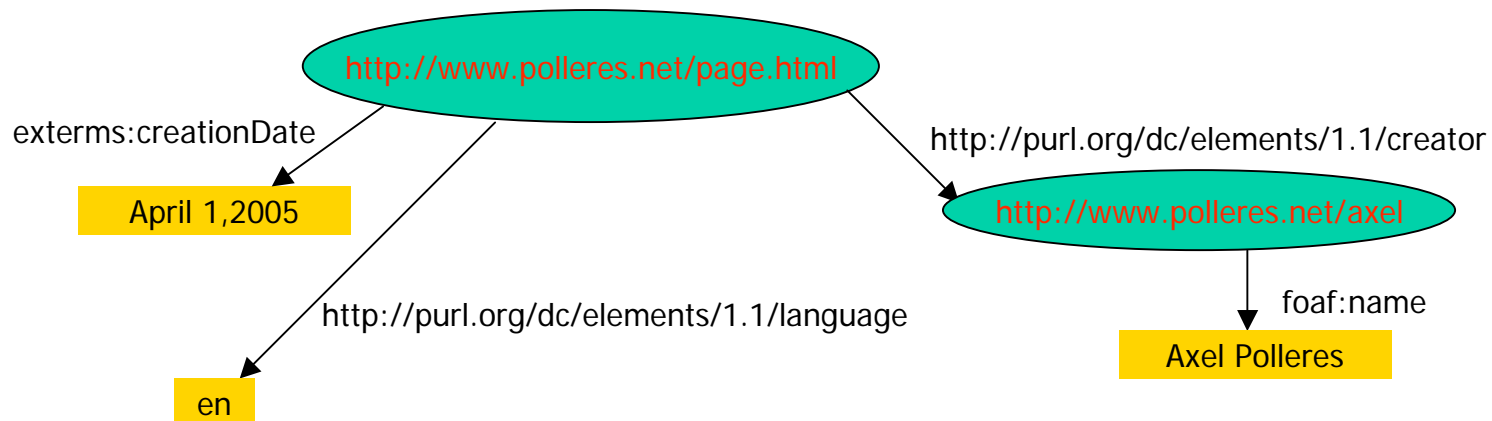 http://www.polleres.net/page.html
exterms:creationDate
http://purl.org/dc/elements/1.1/creator
April 1,2005
http://www.polleres.net/axel
http://purl.org/dc/elements/1.1/language
foaf:name
Axel Polleres
en